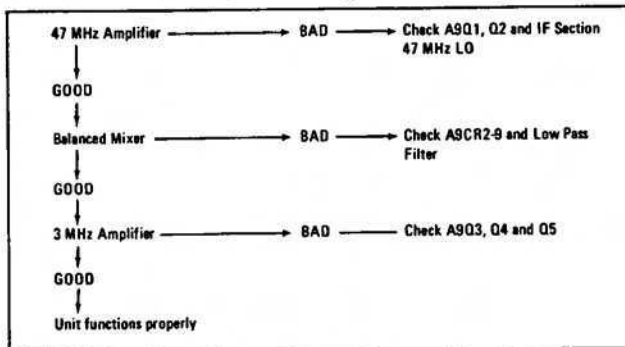 47 MHz Amplifier BAD Check A9Q1, Q2 and IF Section
47 MHz LO
GOOD
Balanced Mixer BAD Check A9CR2-9 and Low Pass
Filter
GOOD
3 MHz Amplifier BAD Check A9Q3, Q4 and Q5
GOOD
Unit functions properly